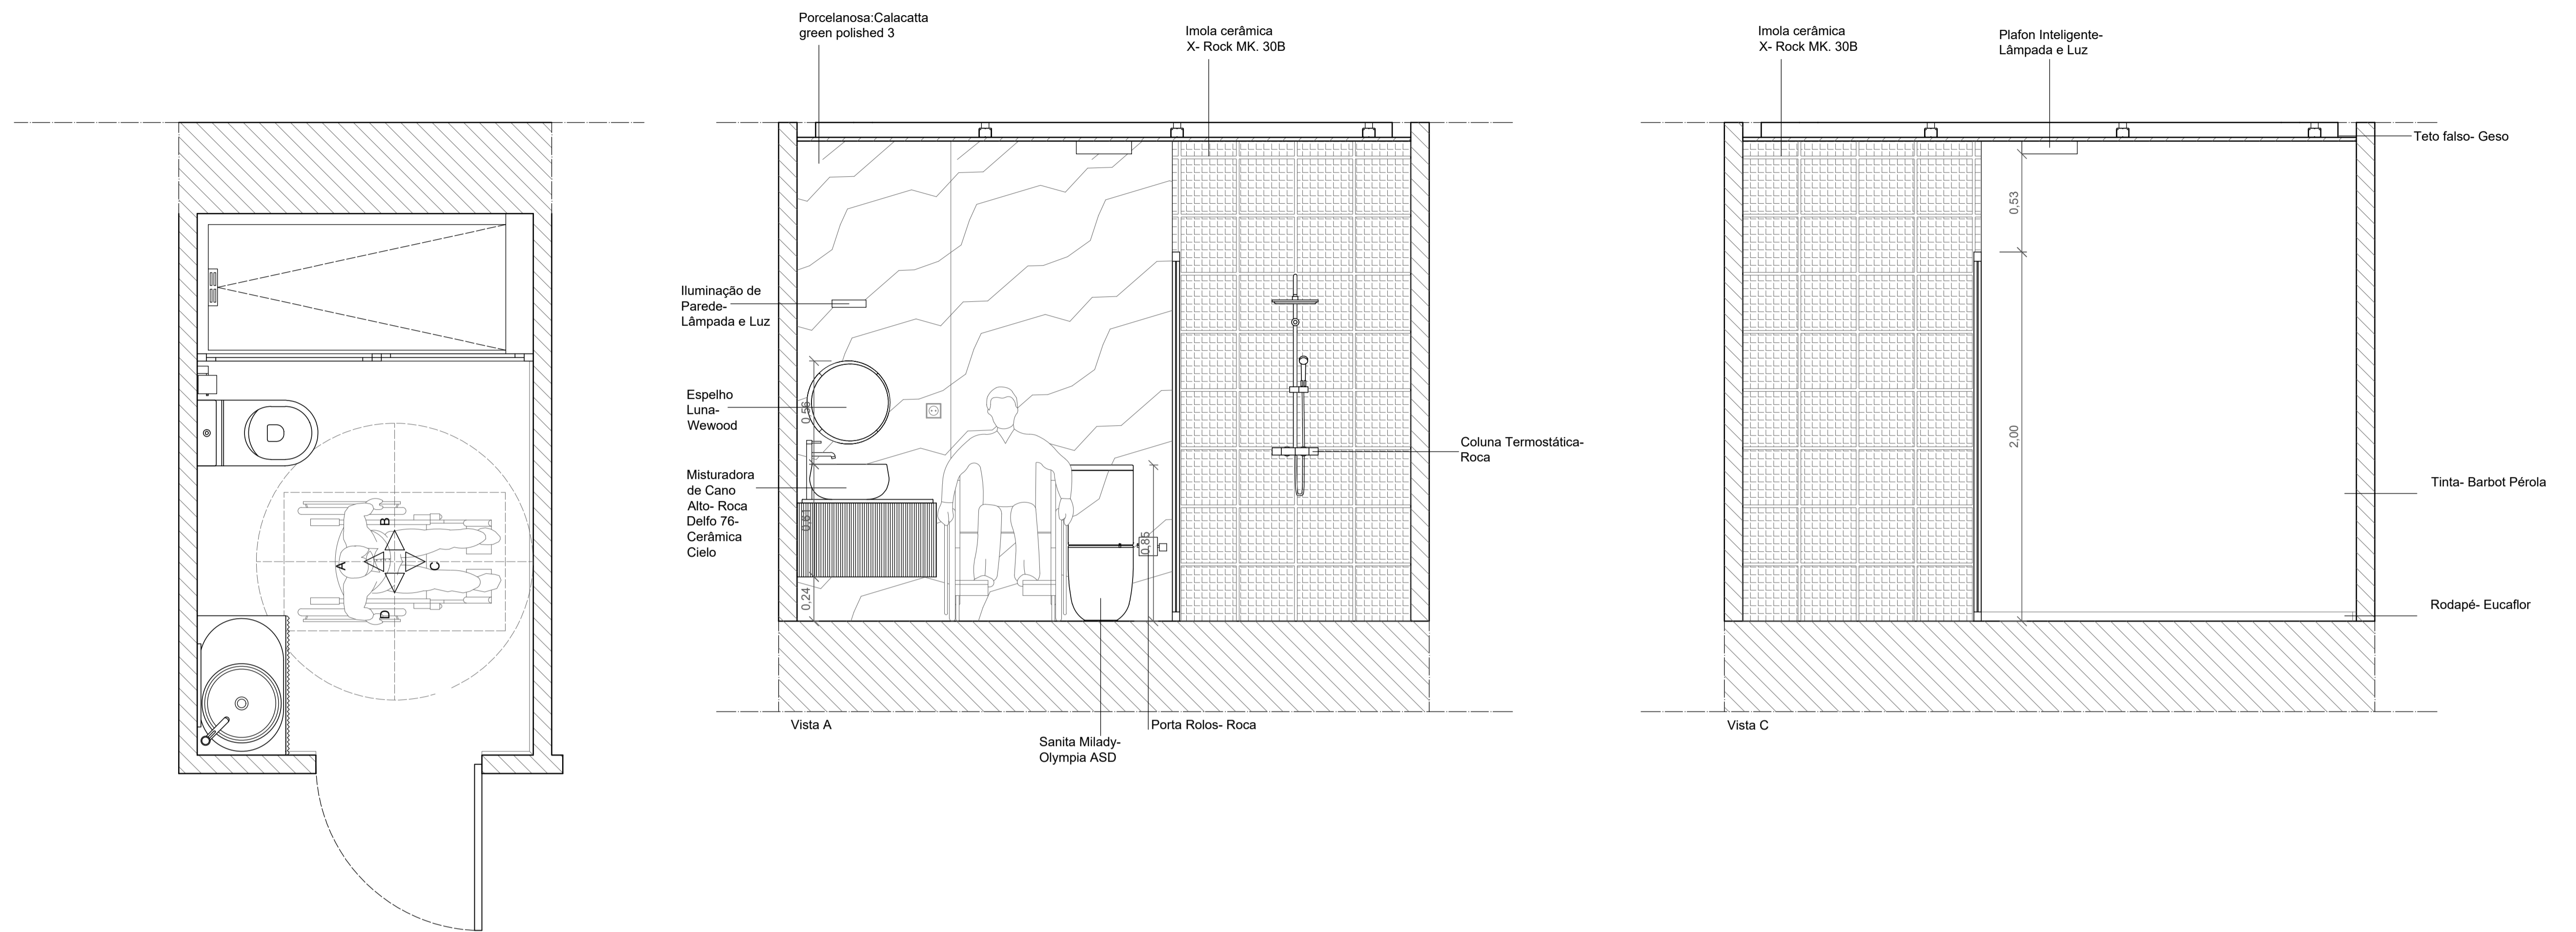 Porcelanosa:Calacatta
green polished 3
Imola cerâmica
X- Rock MK. 30B
Iluminação de
Parede-
Lâmpada e Luz
Espelho
Luna-
Wewood
Misturadora
de Cano
Alto- Roca
Delfo 76-
Cerâmica
Cielo
Coluna Termostática-
Roca
0,56
0,51
0,24
0,85
A
B
C
D
Vista A
Sanita Milady-
Olympia ASD
Porta Rolos- Roca
Imola cerâmica
X- Rock MK. 30B
Plafon Inteligente-
Lâmpada e Luz
Teto falso- Geso
0,53
2,00
Tinta- Barbot Pérola
Rodapé- Eucaflor
Vista C